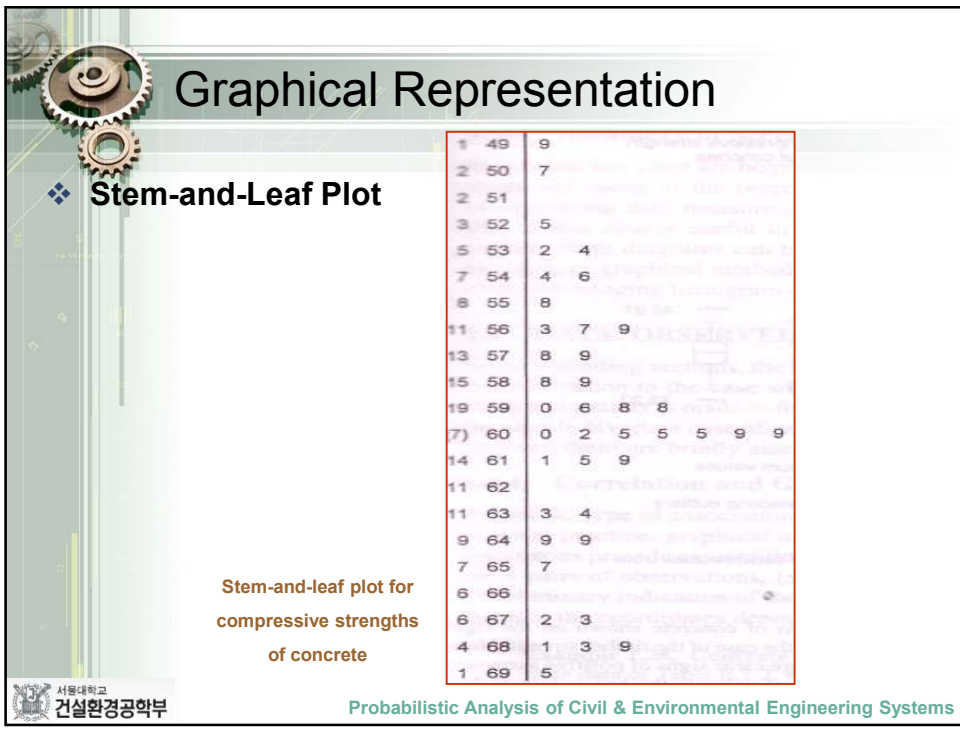 Graphical Representation
Stem-and-Leaf Plot
1 49 9
2 50 7
2 51
3 52 5
5 53 2 4
7 54 4 6
8 55 8
11 56 3 7 9
13 57 8 9
15 58 8 9
19 59 0 6 8 8
(7) 60 0 2 5 5 5 9 9
14 61 1 5 9
11 62
11 63 3 4
9 64 9 9
7 65 7
6 66
6 67 2 3
4 68 1 3 9
1 69 5
Stem-and-leaf plot for
compressive strengths
of concrete
서울대학교
건설환경공학부
Probabilistic Analysis of Civil & Environmental Engineering Systems